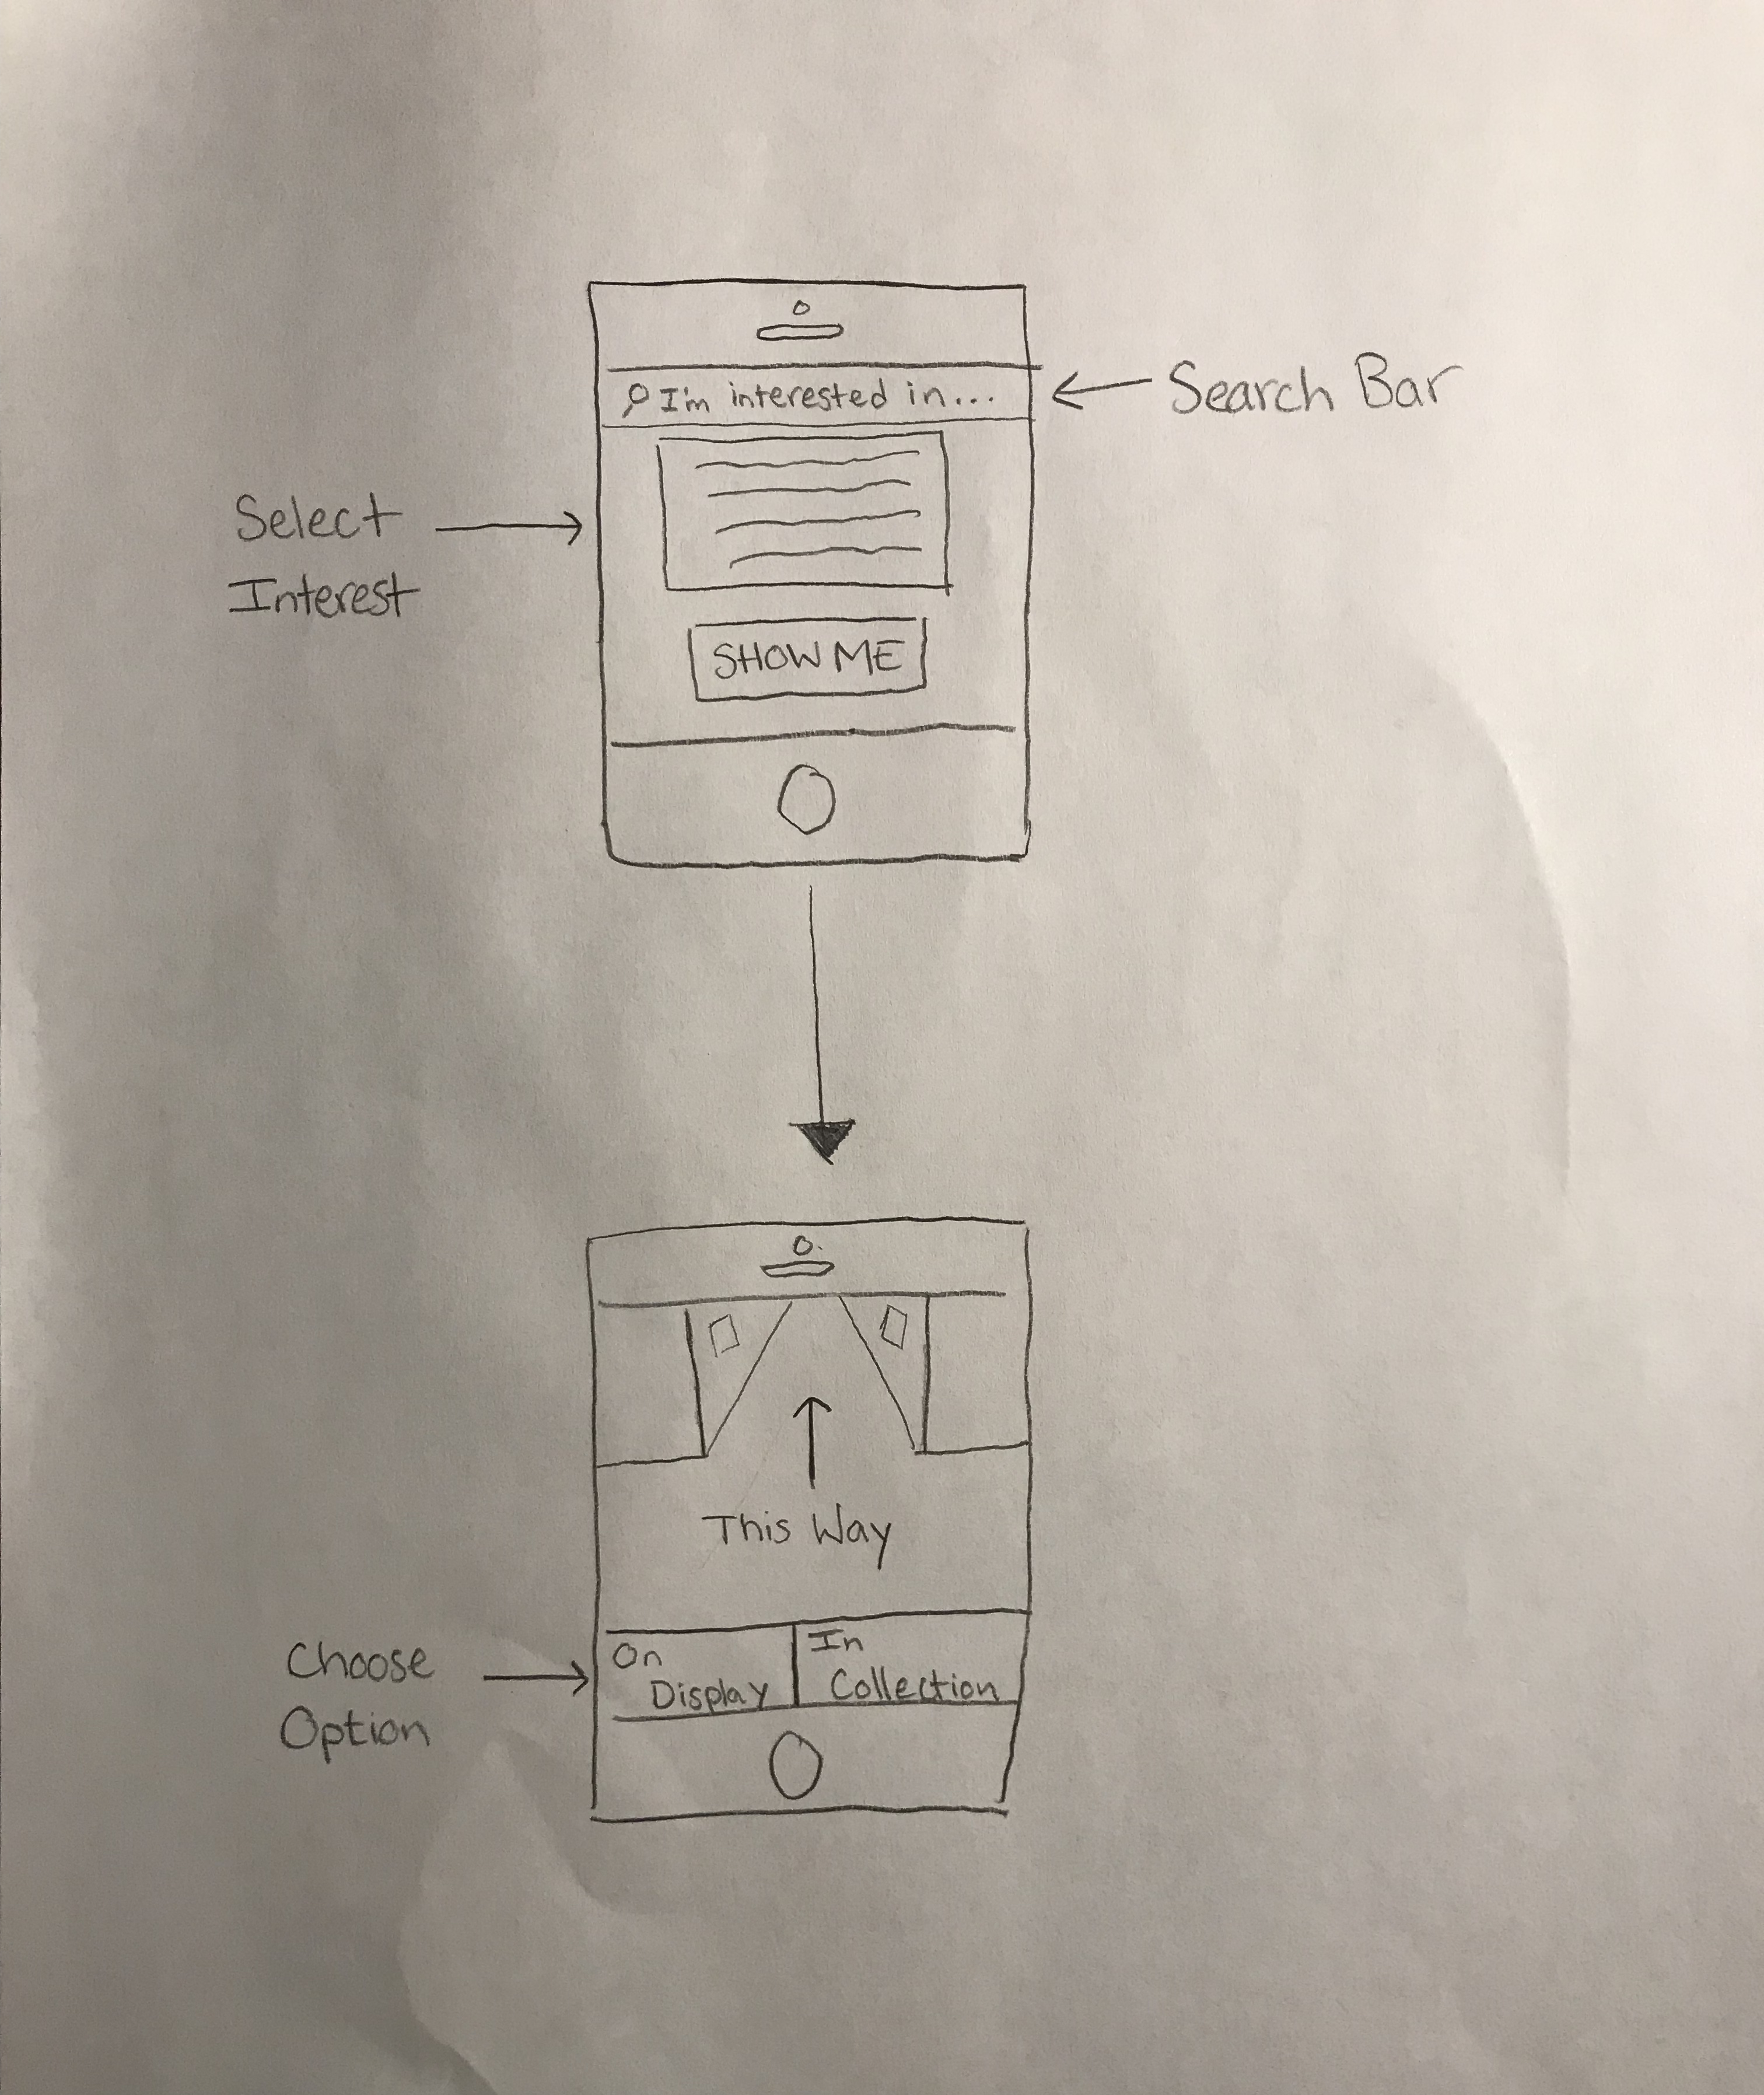 I'm interested in...
Search Bar
Select
Interest
SHOW ME
This Way
On
Display
In
Collection
Choose
Option